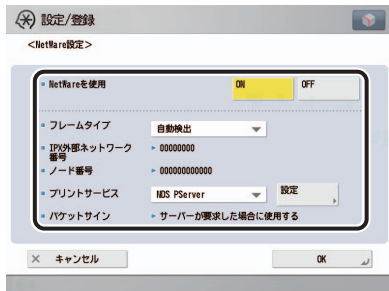 設定/登録
<NetWare設定>
NetWareを使用 ON OFF
フレームタイプ 自動検出
IPX外部ネットワーク番号 00000000
ノード番号 000000000000
プリントサービス NDS PServer 設定
パケットサイン サーバーが要求した場合に使用する
キャンセル OK